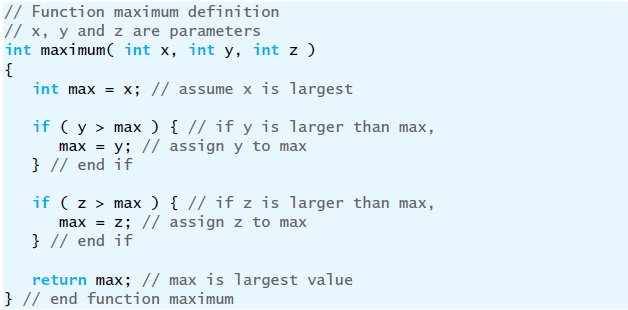 // Function maximum definition
// x, y and z are parameters
int maximum( int x, int y, int z )
{
   int max = x; // assume x is largest

   if ( y > max ) { // if y is larger than max,
      max = y; // assign y to max
   } // end if

   if ( z > max ) { // if z is larger than max,
      max = z; // assign z to max
   } // end if

   return max; // max is largest value
} // end function maximum